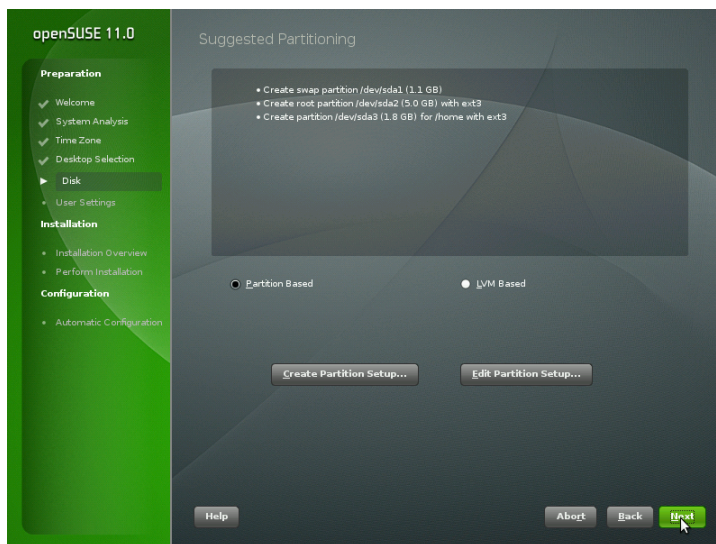 openSUSE 11.0
Preparation
Welcome
System Analysis
Time Zone
Desktop Selection
Disk
User Settings
Installation
Installation Overview
Perform Installation
Configuration
Automatic Configuration
Suggested Partitioning
• Create swap partition /dev/sda1 (1.1 GB)
• Create root partition /dev/sda2 (5.0 GB) with ext3
• Create partition /dev/sda3 (1.8 GB) for /home with ext3
Partition Based
LVM Based
Create Partition Setup...
Edit Partition Setup...
Help
Abort
Back
Next